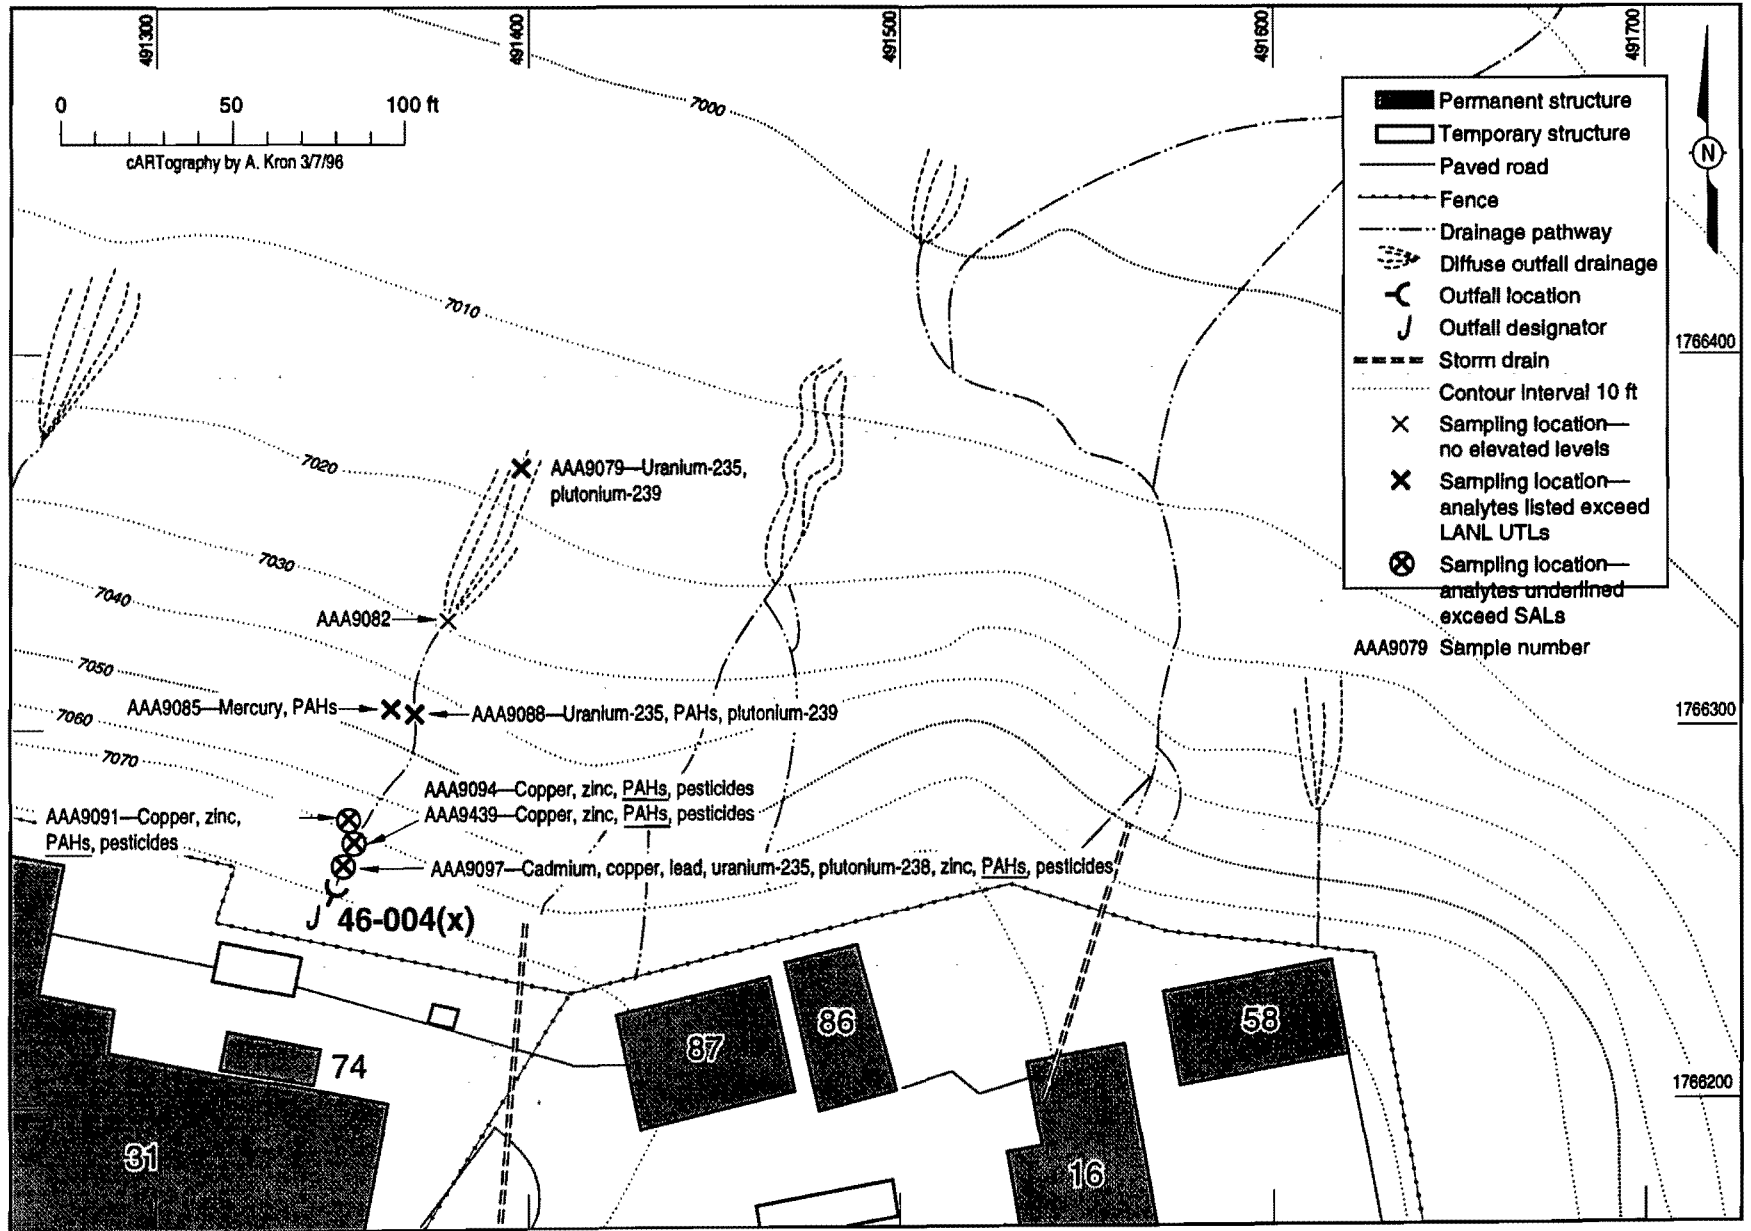 491300
491400
491500
491600
491700
0 50 100 ft
cARTography by A. Kron 3/7/96
7000
7010
7020
7030
7040
7050
7060
7070
N
Permanent structure
Temporary structure
Paved road
Fence
Drainage pathway
Diffuse outfall drainage
Outfall location
Outfall designator
Storm drain
Contour interval 10 ft
Sampling location—
no elevated levels
Sampling location—
analytes listed exceed
LANL UTLs
Sampling location—
analytes underlined
exceed SALs
AAA9079 Sample number
1766400
1766300
1766200
AAA9079—Uranium-235,
plutonium-239
AAA9082
AAA9085—Mercury, PAHs
AAA9088—Uranium-235, PAHs, plutonium-239
AAA9094—Copper, zinc, PAHs, pesticides
AAA9439—Copper, zinc, PAHs, pesticides
AAA9091—Copper, zinc,
PAHs, pesticides
AAA9097—Cadmium, copper, lead, uranium-235, plutonium-238, zinc, PAHs, pesticides
J 46-004(x)
74
31
87
86
58
16